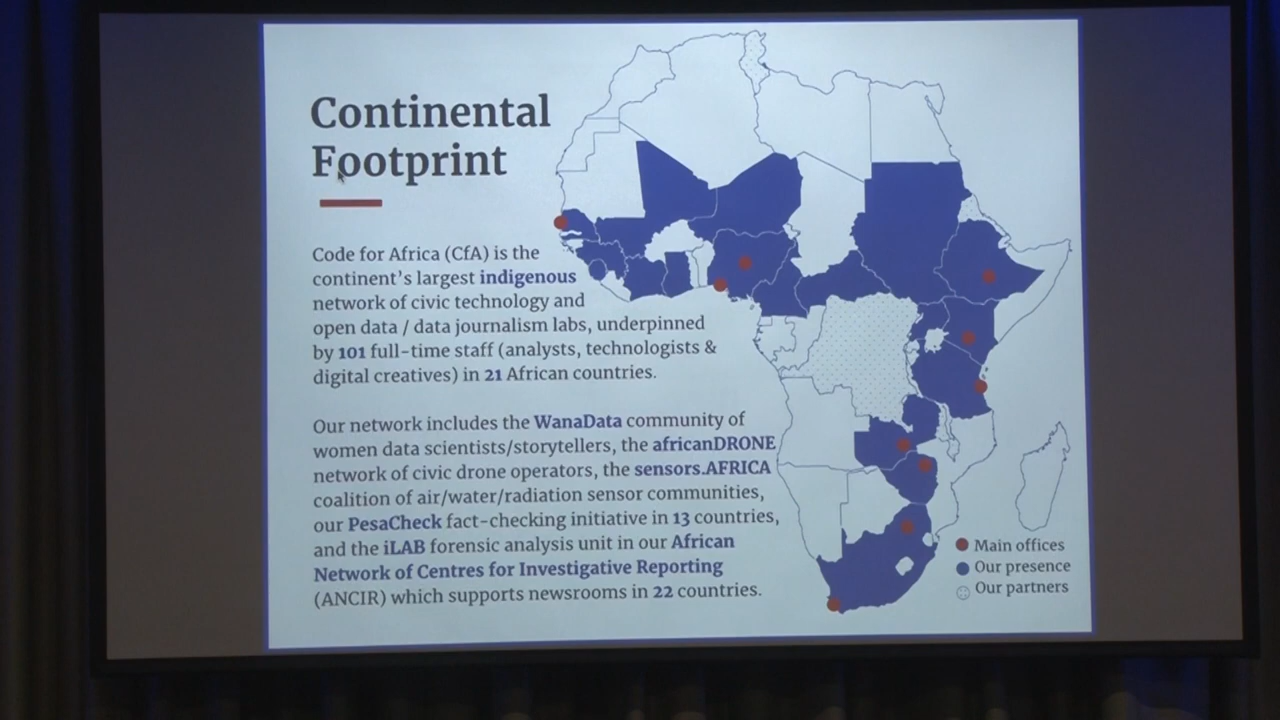 Continental
Footprint
Code for Africa (CfA) is the
continent's largest indigenous
network of civic technology and
open data / data journalism labs, underpinned
by 101 full-time staff (analysts, technologists &
digital creatives) in 21 African countries.
Our network includes the WanaData community of
women data scientists/storytellers, the africanDRONE
network of civic drone operators, the sensors.AFRICA
coalition of air/water/radiation sensor communities,
our PesaCheck fact-checking initiative in 13 countries,
and the iLAB forensic analysis unit in our African
Network of Centres for Investigative Reporting
(ANCIR) which supports newsrooms in 22 countries.
Main offices
Our presence
Our partners